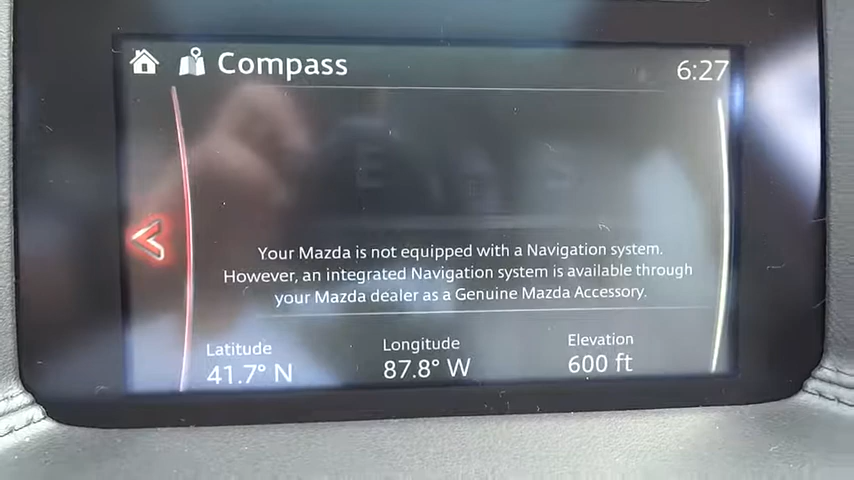 Compass
6:27
E S
Your Mazda is not equipped with a Navigation system.
However, an integrated Navigation system is available through
your Mazda dealer as a Genuine Mazda Accessory.
Latitude Longitude Elevation
41.7° N 87.8° W 600 ft